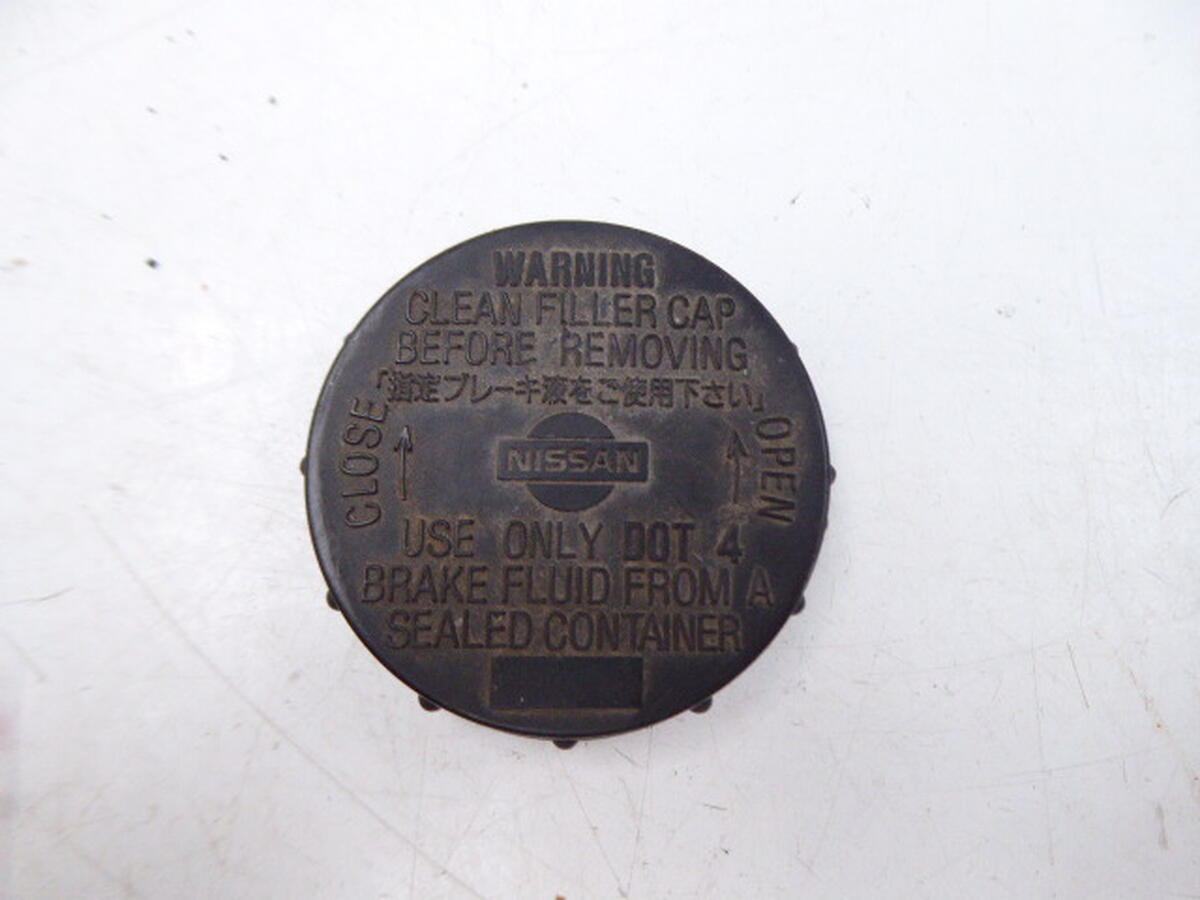 WARNING
CLEAN FILLER CAP
BEFORE REMOVING
「指定ブレーキ液をご使用下さい」
CLOSE
OPEN
NISSAN
USE ONLY DOT 4
BRAKE FLUID FROM A
SEALED CONTAINER